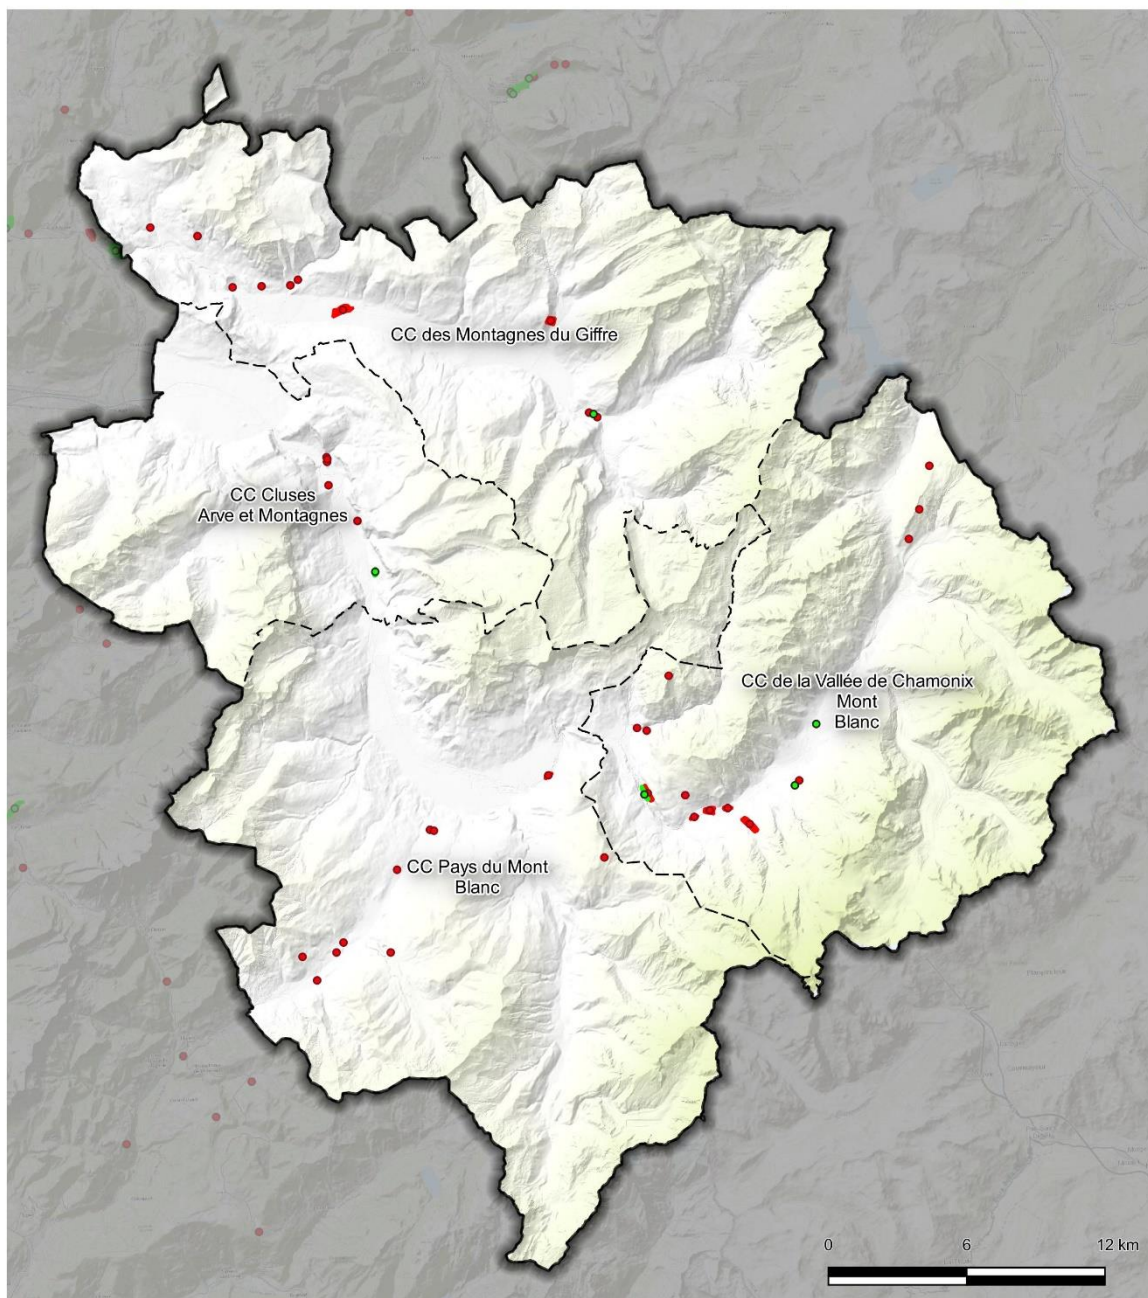 CC des Montagnes du Giffre
CC Cluses
Arve et Montagnes
CC de la Vallée de Chamonix
Mont
Blanc
CC Pays du Mont
Blanc
0 6 12 km